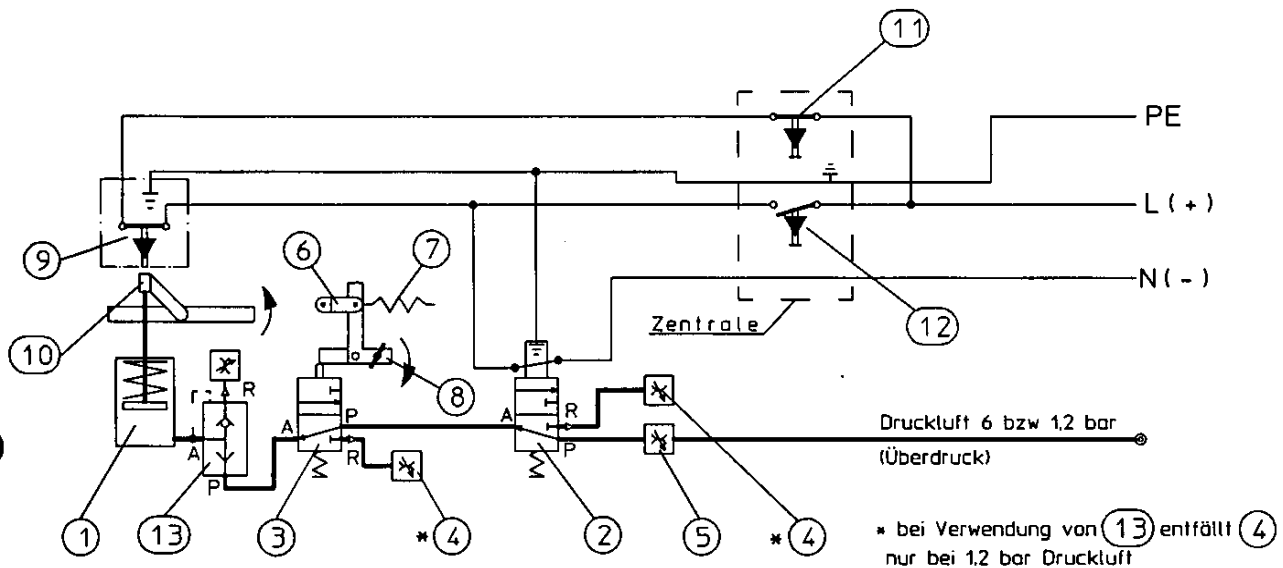 11
PE
L (+)
9
6
7
N (-)
Zentrale
12
10
8
R
A
P
A
P
R
A
R
P
Druckluft 6 bzw 1,2 bar
(Überdruck)
1
13
3
* 4
2
5
* 4
* bei Verwendung von 13 entfällt 4
nur bei 1,2 bar Druckluft